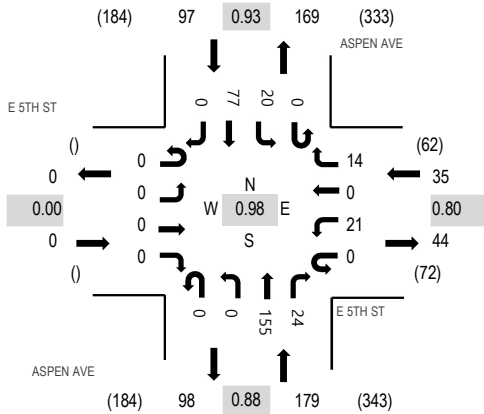 (184) 97 0.93 169 (333)
ASPEN AVE
E 5TH ST
0 77 20 0
() (62)
0 0 14 35
0.00 0 0 0.80
W N 0.98 E S
0 0 21 44
() 0 0 (72)
0 0 155 24
E 5TH ST
ASPEN AVE
(184) 98 0.88 179 (343)